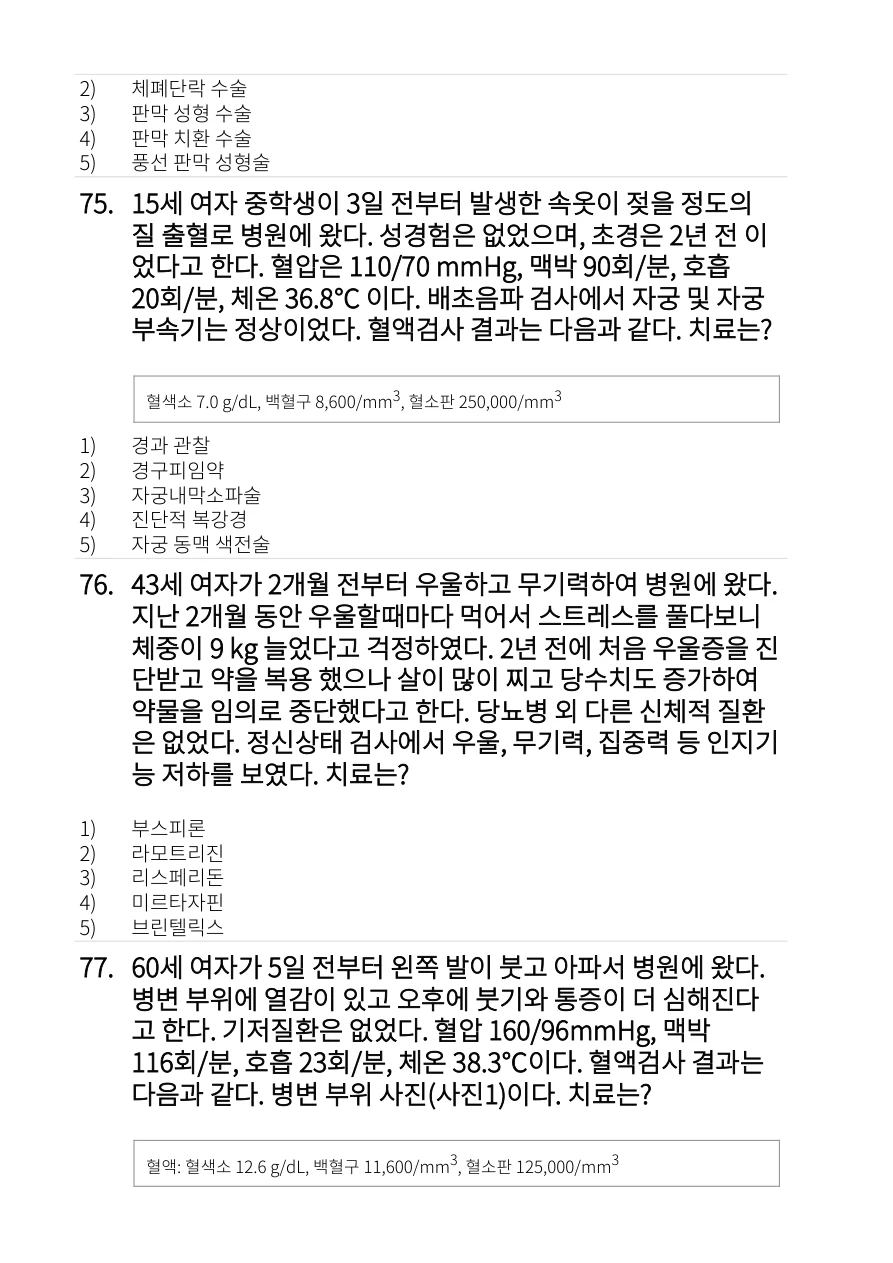 2) 체폐단락 수술
3) 판막 성형 수술
4) 판막 치환 수술
5) 풍선 판막 성형술
75. 15세 여자 중학생이 3일 전부터 발생한 속옷이 젖을 정도의
질 출혈로 병원에 왔다. 성경험은 없었으며, 초경은 2년 전 이
었다고 한다. 혈압은 110/70 mmHg, 맥박 90회/분, 호흡
20회/분, 체온 36.8°C 이다. 배초음파 검사에서 자궁 및 자궁
부속기는 정상이었다. 혈액검사 결과는 다음과 같다. 치료는?
혈색소 7.0 g/dL, 백혈구 8,600/mm³, 혈소판 250,000/mm³
1) 경과 관찰
2) 경구피임약
3) 자궁내막소파술
4) 진단적 복강경
5) 자궁 동맥 색전술
76. 43세 여자가 2개월 전부터 우울하고 무기력하여 병원에 왔다.
지난 2개월 동안 우울할때마다 먹어서 스트레스를 풀다보니
체중이 9 kg 늘었다고 걱정하였다. 2년 전에 처음 우울증을 진
단받고 약을 복용 했으나 살이 많이 찌고 당수치도 증가하여
약물을 임의로 중단했다고 한다. 당뇨병 외 다른 신체적 질환
은 없었다. 정신상태 검사에서 우울, 무기력, 집중력 등 인지기
능 저하를 보였다. 치료는?
1) 부스피론
2) 라모트리진
3) 리스페리돈
4) 미르타자핀
5) 브린텔릭스
77. 60세 여자가 5일 전부터 왼쪽 발이 붓고 아파서 병원에 왔다.
병변 부위에 열감이 있고 오후에 붓기와 통증이 더 심해진다
고 한다. 기저질환은 없었다. 혈압 160/96mmHg, 맥박
116회/분, 호흡 23회/분, 체온 38.3°C이다. 혈액검사 결과는
다음과 같다. 병변 부위 사진(사진1)이다. 치료는?
혈액: 혈색소 12.6 g/dL, 백혈구 11,600/mm³, 혈소판 125,000/mm³